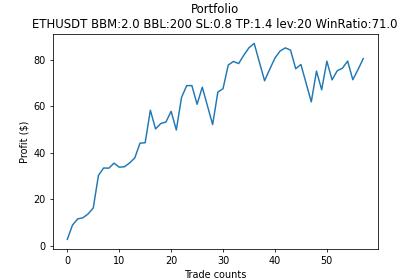 Portfolio
ETHUSDT BBM:2.0 BBL:200 SL:0.8 TP:1.4 lev:20 WinRatio:71.0
80
60
40
20
0
Profit ($)
0 10 20 30 40 50
Trade counts